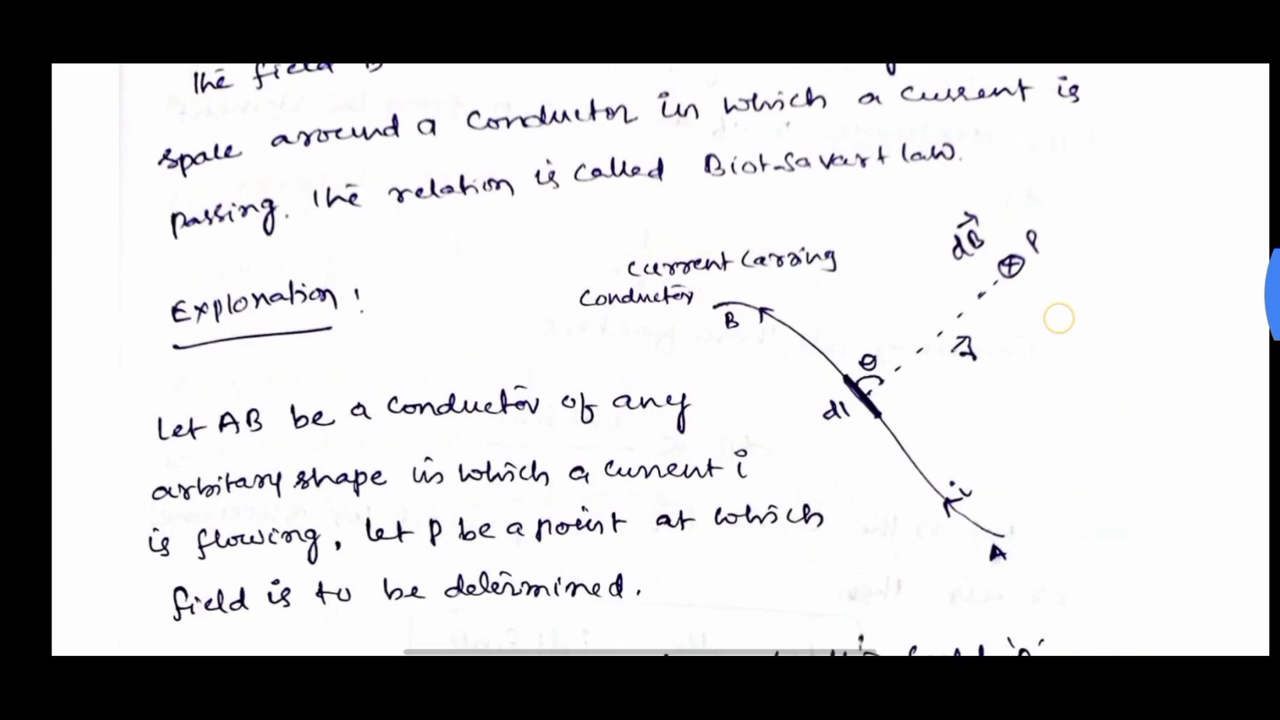 The field B
space around a conductor in which a current is
passing. The relation is called Biot-Savart law.
Explonation :
current carring
conductor
dB
P
B
θ
r
dl
i
A
Let AB be a conductor of any
arbitary shape in which a current i
is flowing, let P be a point at which
field is to be determined.